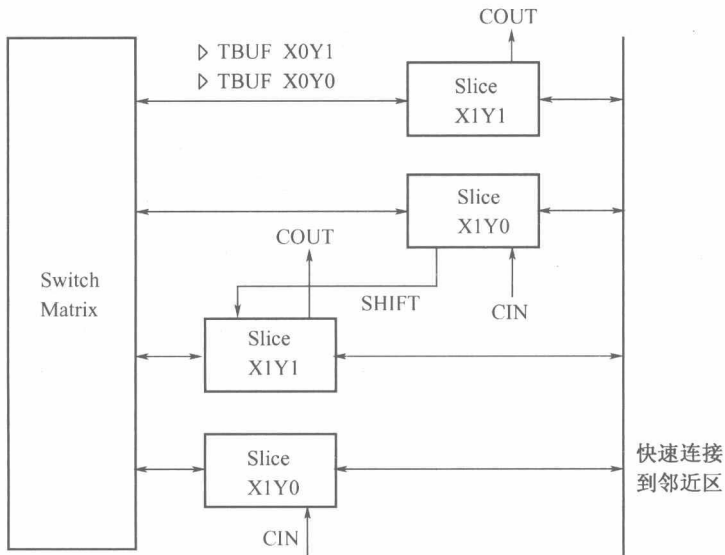 COUT
TBUF X0Y1
TBUF X0Y0
Slice
X1Y1
Slice
X1Y0
COUT
SHIFT
CIN
Switch
Matrix
Slice
X1Y1
Slice
X1Y0
CIN
快速连接
到邻近区